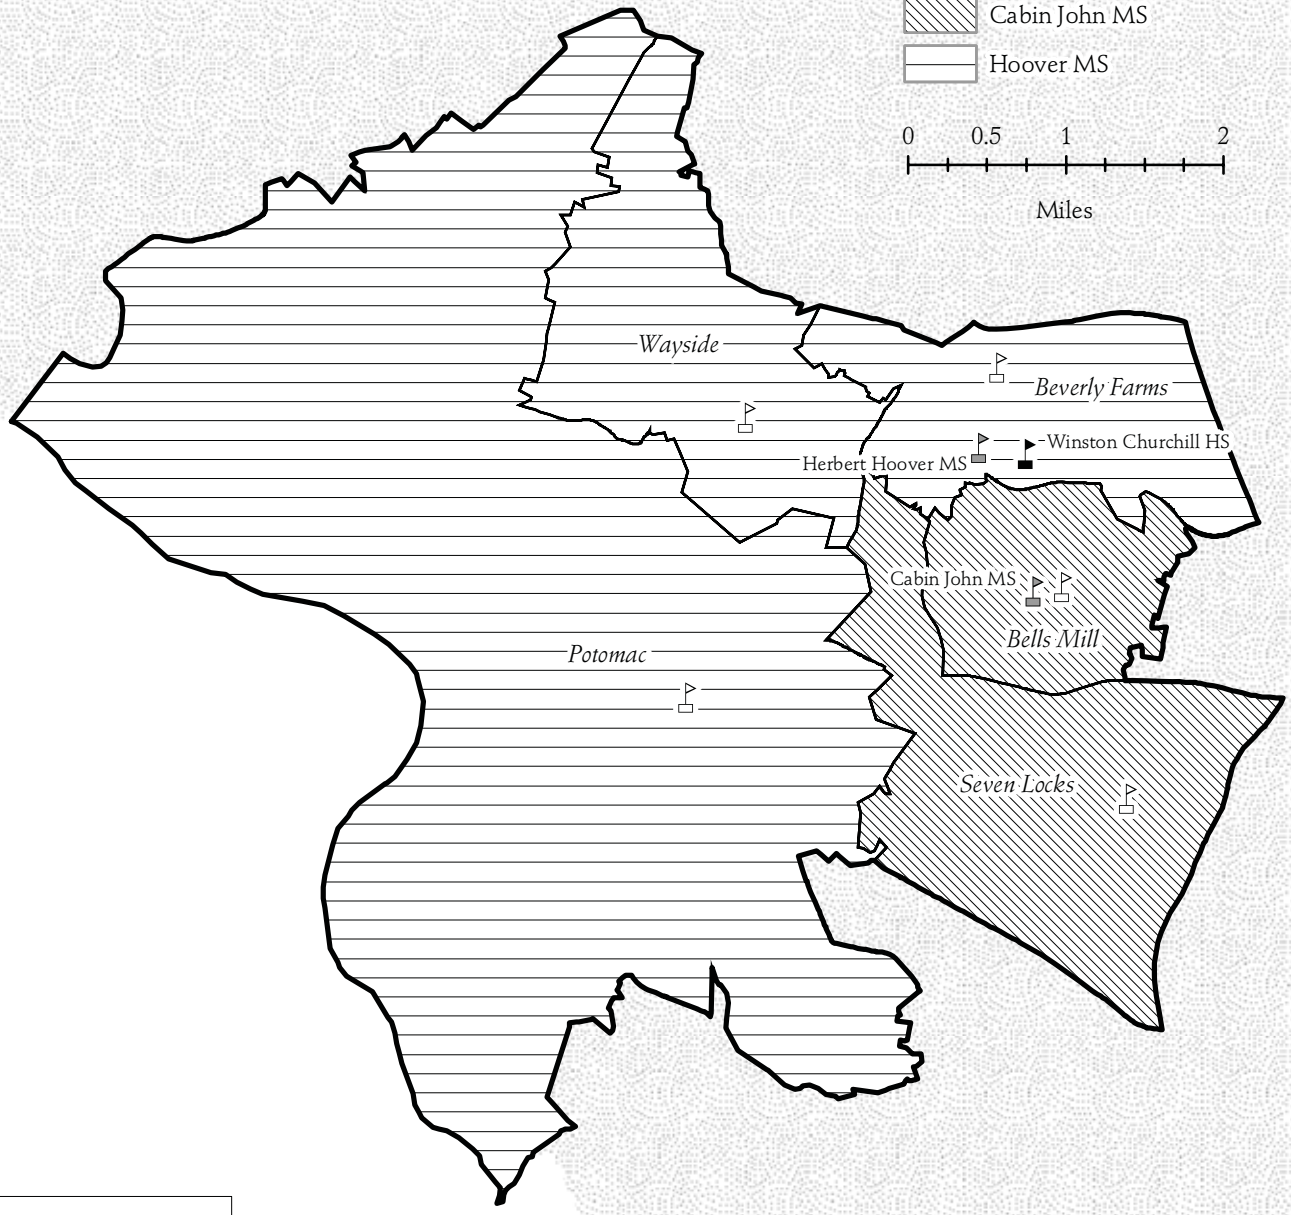 Cabin John MS
Hoover MS
0 0.5 1 2
Miles
Wayside
Beverly Farms
Winston Churchill HS
Herbert Hoover MS
Cabin John MS
Bells Mill
Potomac
Seven Locks